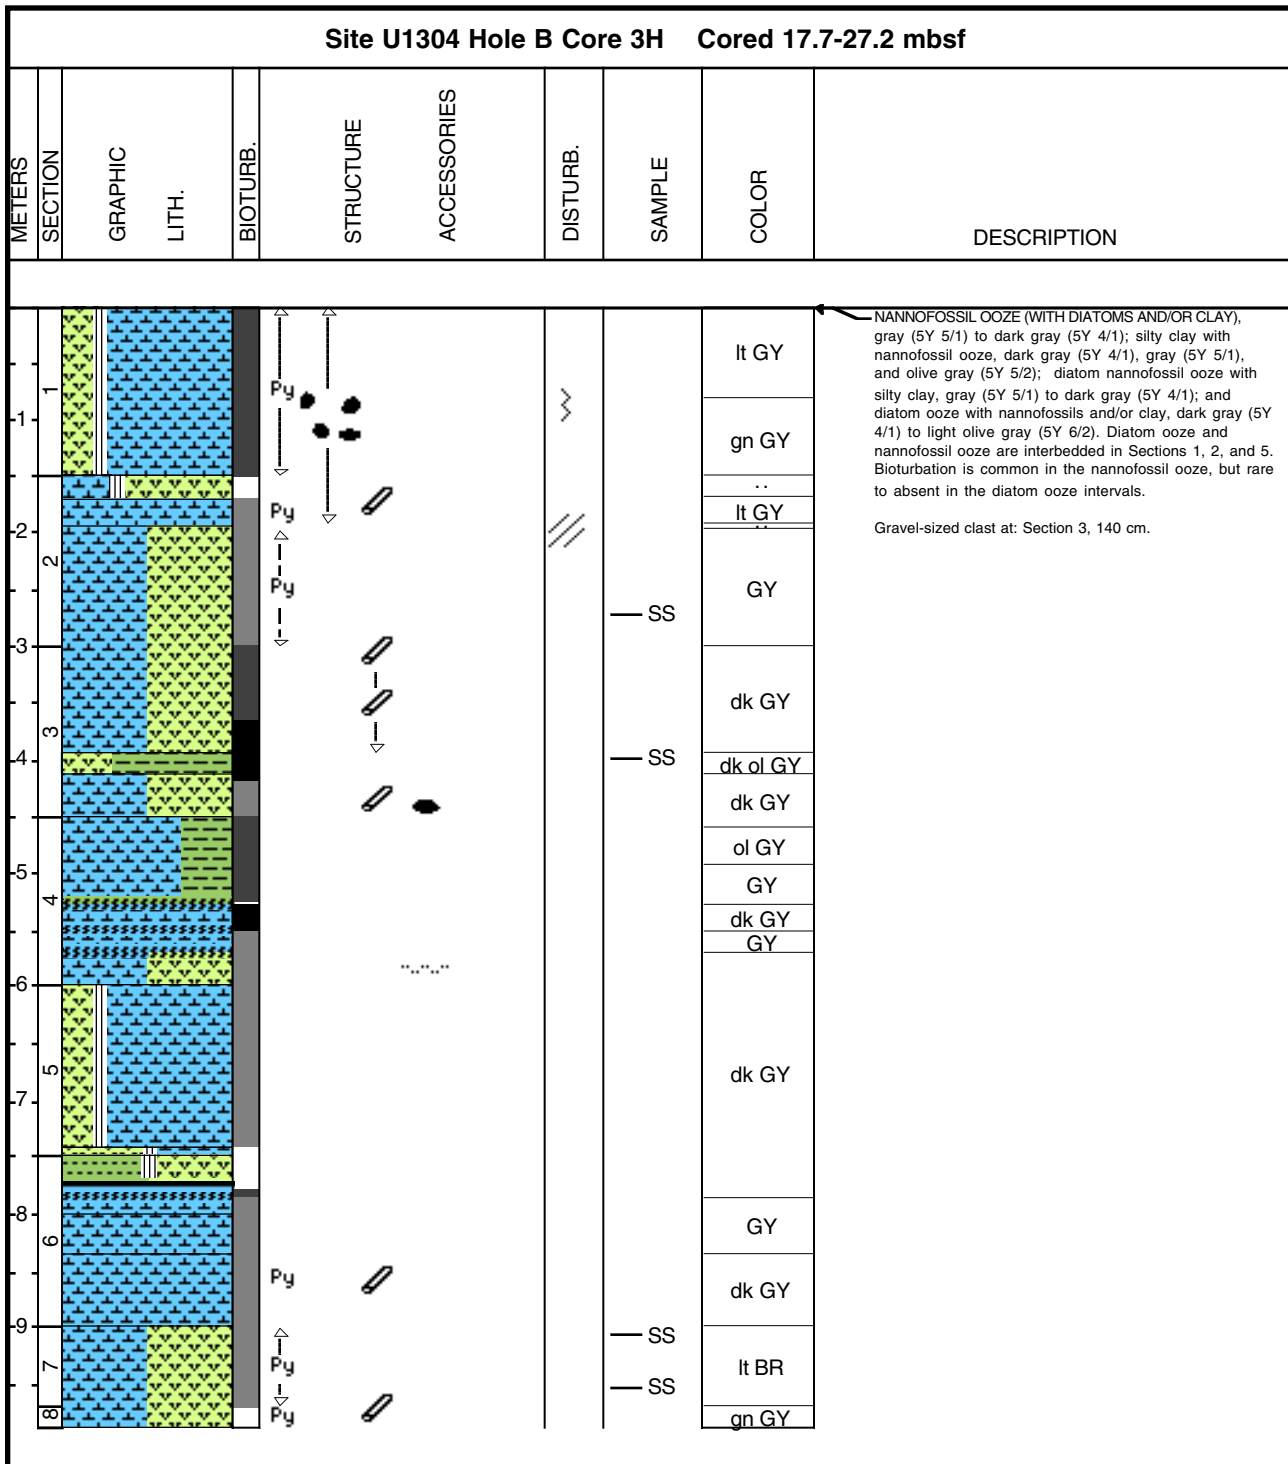 Site U1304 Hole B Core 3H Cored 17.7-27.2 mbsf
METERS
SECTION
GRAPHIC
LITH.
BIOTURB.
STRUCTURE
ACCESSORIES
DISTURB.
SAMPLE
COLOR
DESCRIPTION
NANNOFOSSIL OOZE (WITH DIATOMS AND/OR CLAY),
gray (5Y 5/1) to dark gray (5Y 4/1); silty clay with
nannofossil ooze, dark gray (5Y 4/1), gray (5Y 5/1),
and olive gray (5Y 5/2); diatom nannofossil ooze with
silty clay, gray (5Y 5/1) to dark gray (5Y 4/1); and
diatom ooze with nannofossils and/or clay, dark gray (5Y
4/1) to light olive gray (5Y 6/2). Diatom ooze and
nannofossil ooze are interbedded in Sections 1, 2, and 5.
Bioturbation is common in the nannofossil ooze, but rare
to absent in the diatom ooze intervals.
Gravel-sized clast at: Section 3, 140 cm.
lt GY
1
Py
1
gn GY
..
Py
lt GY
..
2
2
Py
GY
SS
3
dk GY
3
4
SS
dk ol GY
dk GY
ol GY
5
GY
4
dk GY
GY
6
5
dk GY
7
8
GY
6
Py
dk GY
9
SS
Py
7
lt BR
SS
8
Py
gn GY